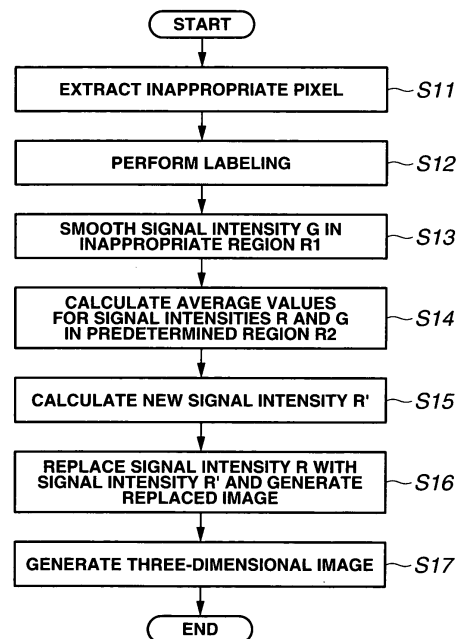 START
EXTRACT INAPPROPRIATE PIXEL
S11
PERFORM LABELING
S12
SMOOTH SIGNAL INTENSITY G IN
INAPPROPRIATE REGION R1
S13
CALCULATE AVERAGE VALUES
FOR SIGNAL INTENSITIES R AND G
IN PREDETERMINED REGION R2
S14
CALCULATE NEW SIGNAL INTENSITY R'
S15
REPLACE SIGNAL INTENSITY R WITH
SIGNAL INTENSITY R' AND GENERATE
REPLACED IMAGE
S16
GENERATE THREE-DIMENSIONAL IMAGE
S17
END